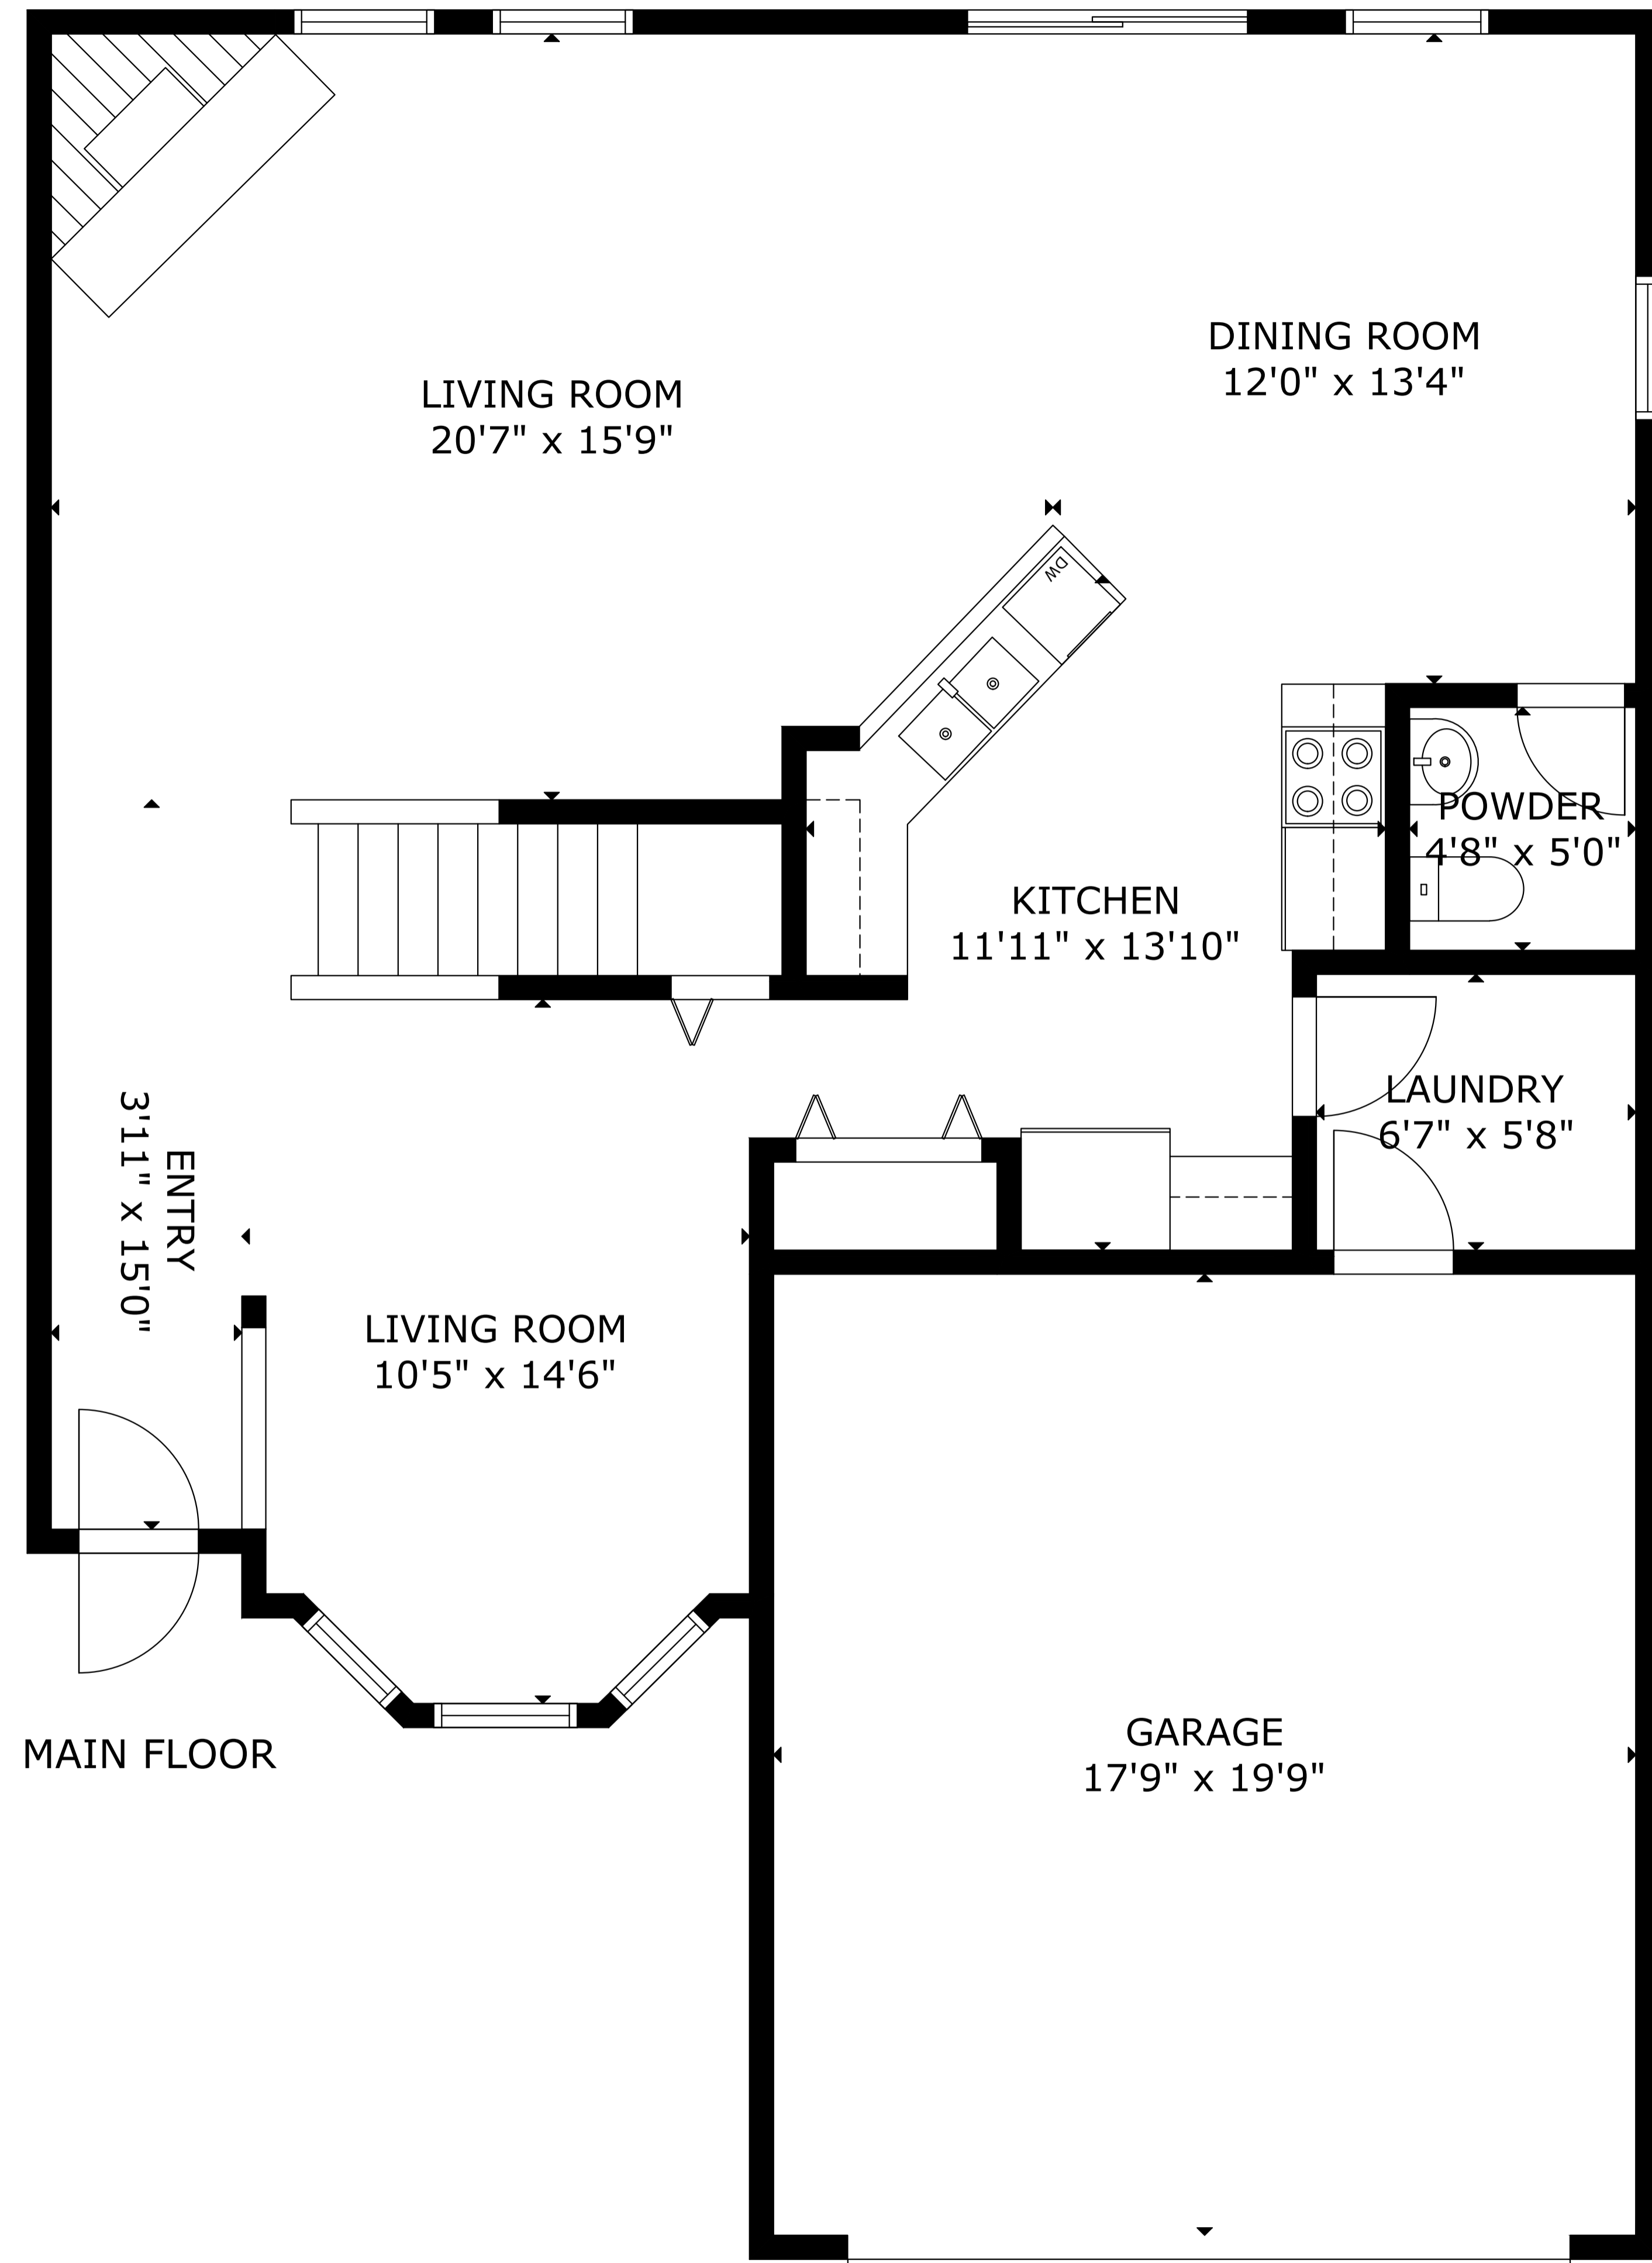 DINING ROOM
12'0" x 13'4"
LIVING ROOM
20'7" x 15'9"
DW
POWDER
4'8" x 5'0"
KITCHEN
11'11" x 13'10"
LAUNDRY
6'7" x 5'8"
ENTRY
3'11" x 15'0"
LIVING ROOM
10'5" x 14'6"
GARAGE
17'9" x 19'9"
MAIN FLOOR